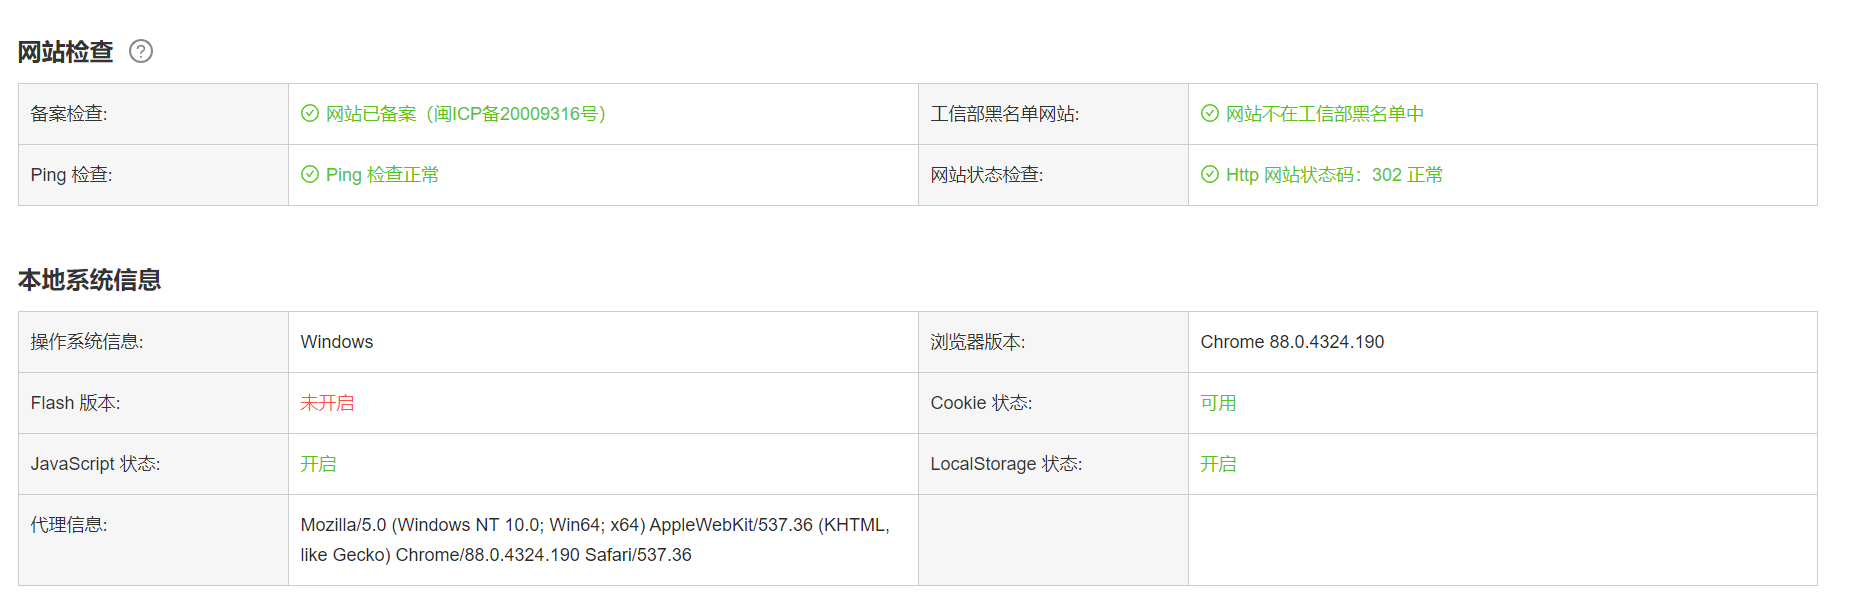 网站检查 ?
备案检查: 网站已备案（闽ICP备20009316号） 工信部黑名单网站: 网站不在工信部黑名单中
Ping 检查: Ping 检查正常 网站状态检查: Http 网站状态码：302 正常
本地系统信息
操作系统信息: Windows 浏览器版本: Chrome 88.0.4324.190
Flash 版本: 未开启 Cookie 状态: 可用
JavaScript 状态: 开启 LocalStorage 状态: 开启
代理信息: Mozilla/5.0 (Windows NT 10.0; Win64; x64) AppleWebKit/537.36 (KHTML,
like Gecko) Chrome/88.0.4324.190 Safari/537.36